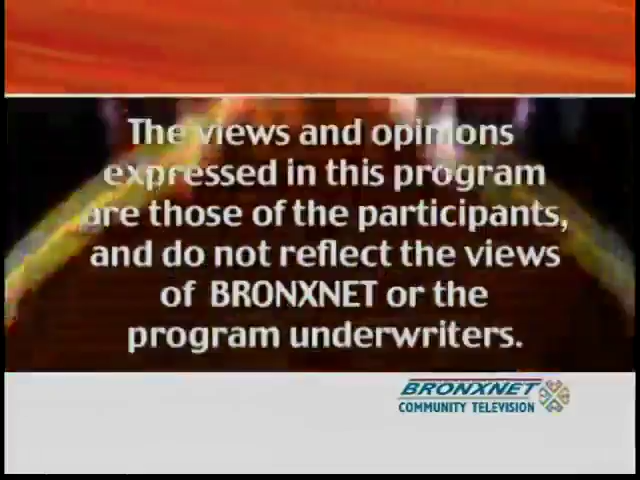 The views and opinions
expressed in this program
are those of the participants,
and do not reflect the views
of BRONXNET or the
program underwriters.
BRONXNET
COMMUNITY TELEVISION